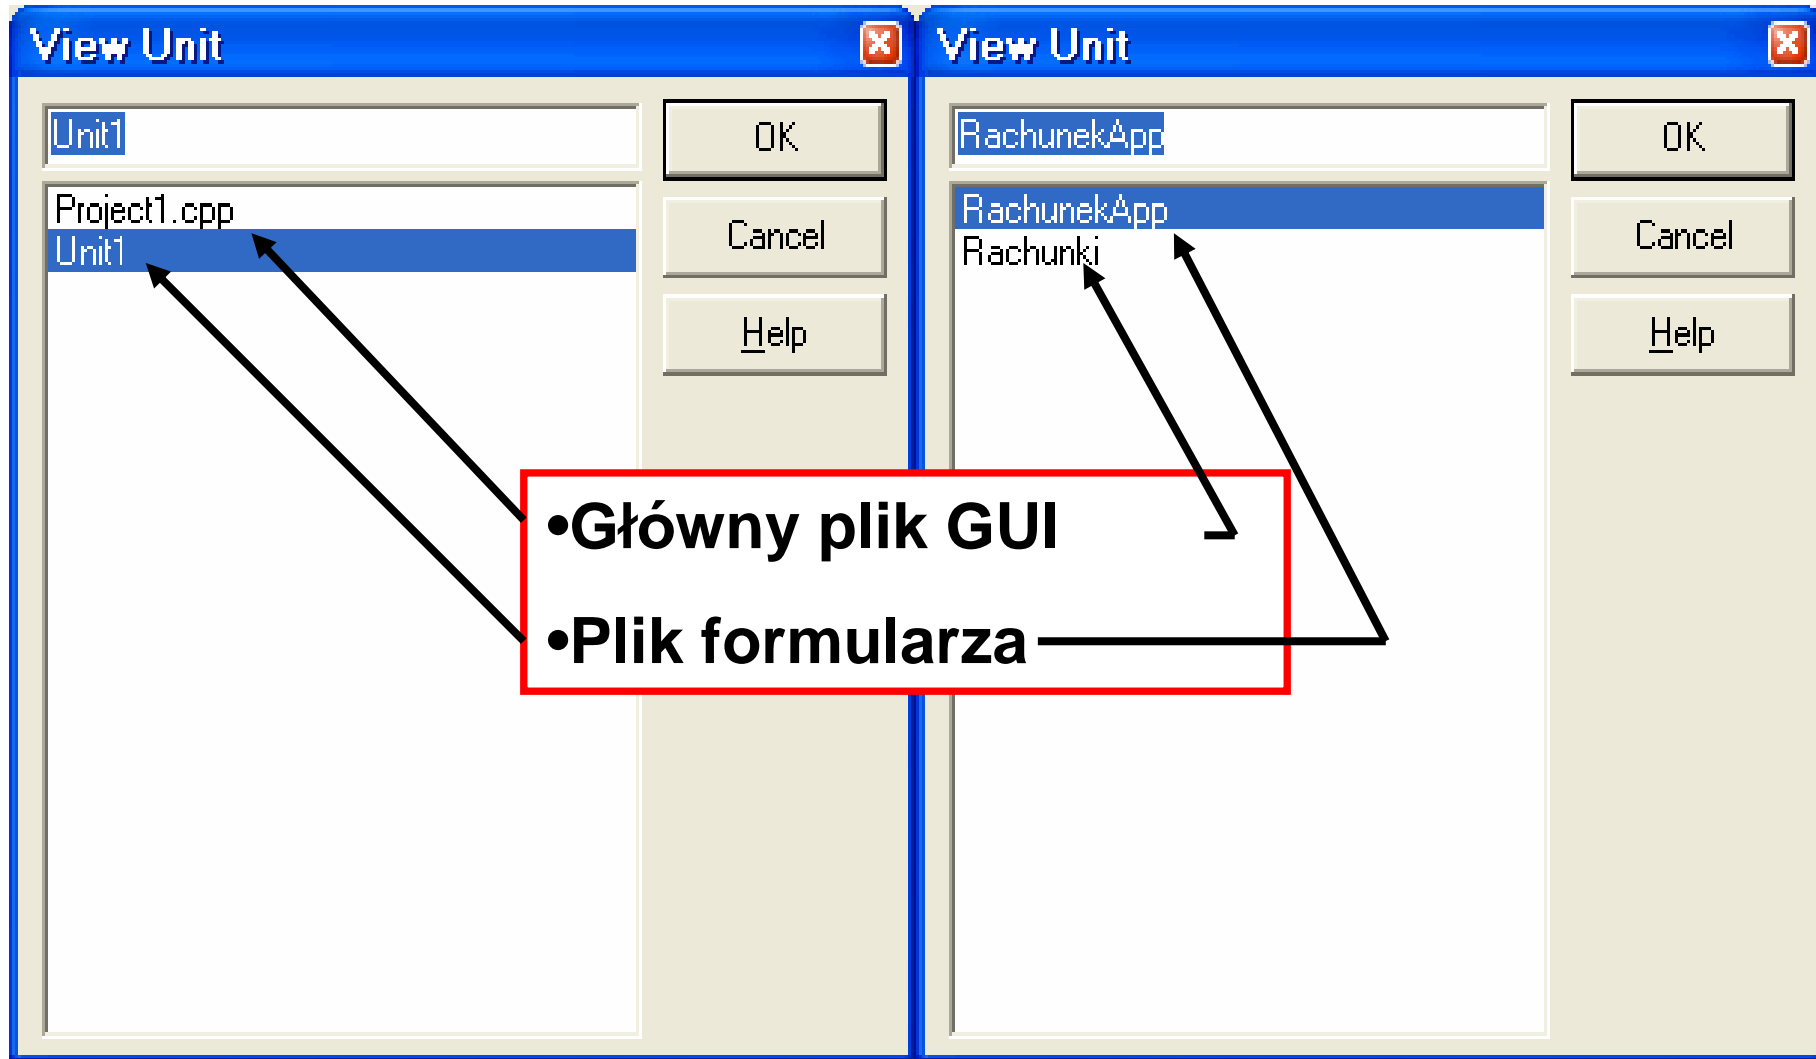 View Unit
Unit1
OK
Project1.cpp
Unit1
Cancel
Help
View Unit
RachunekApp
OK
RachunekApp
Rachunki
Cancel
Help
•Główny plik GUI
•Plik formularza